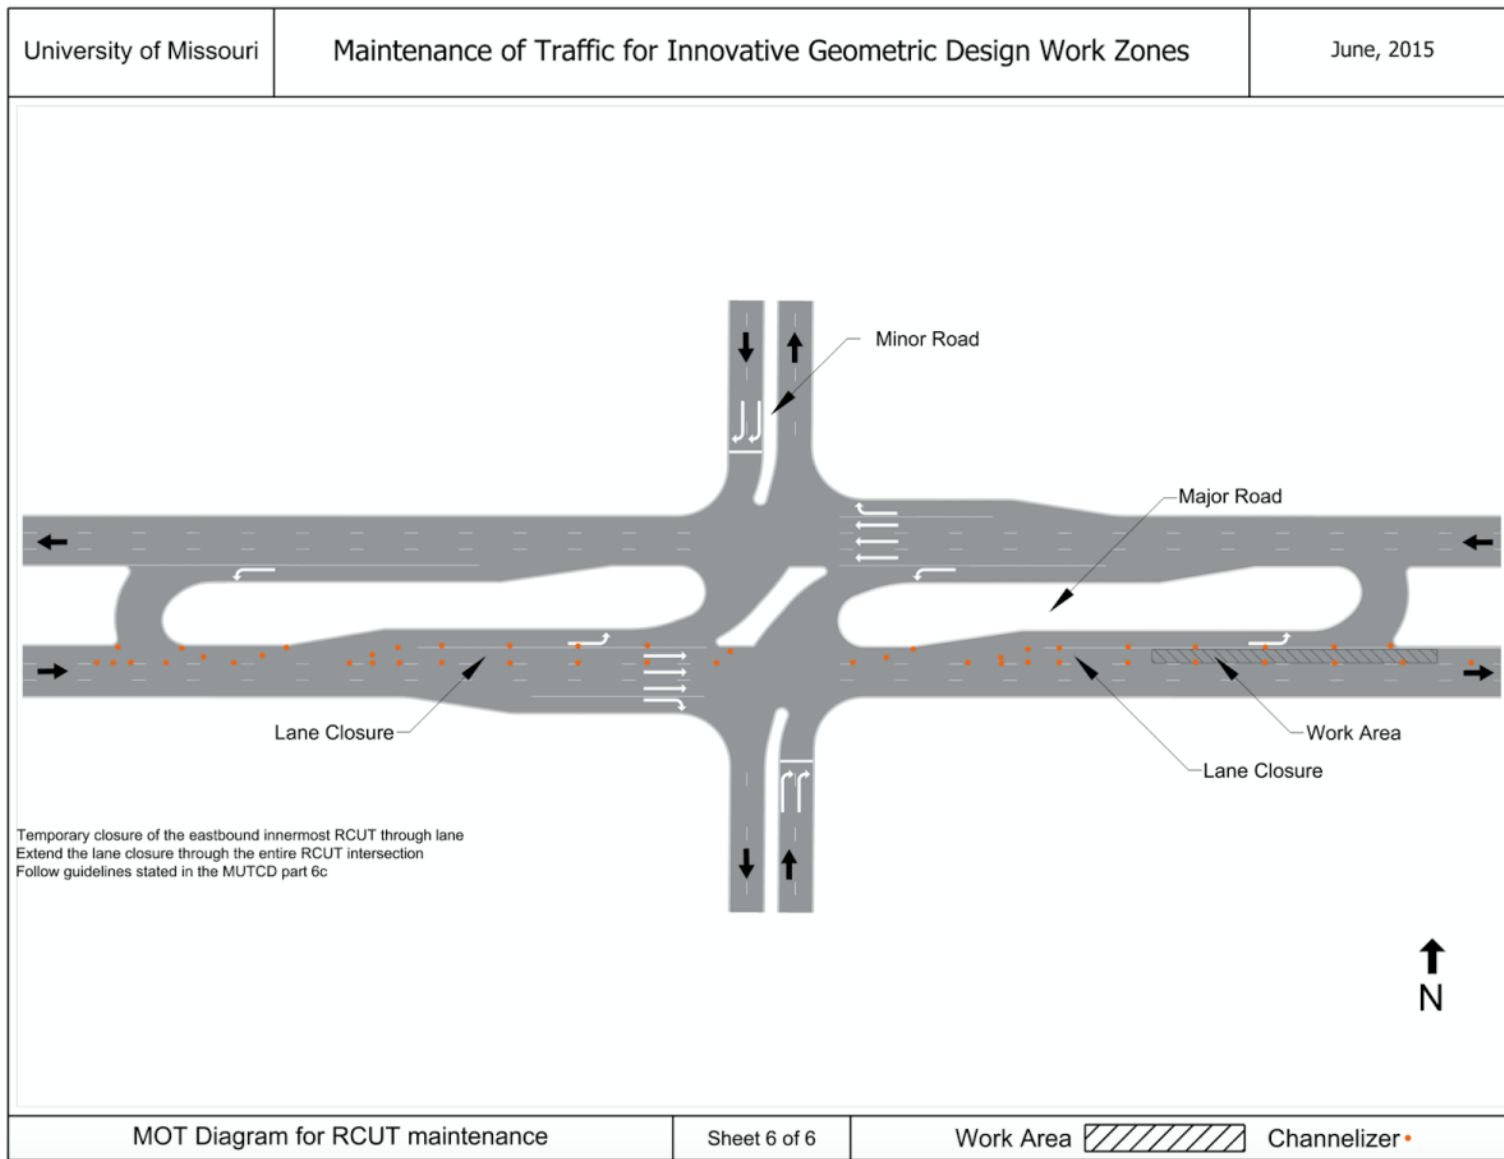 University of Missouri
Maintenance of Traffic for Innovative Geometric Design Work Zones
June, 2015
Minor Road
Major Road
Lane Closure
Work Area
Lane Closure
Temporary closure of the eastbound innermost RCUT through lane
Extend the lane closure through the entire RCUT intersection
Follow guidelines stated in the MUTCD part 6c
N
MOT Diagram for RCUT maintenance
Sheet 6 of 6
Work Area
Channelizer